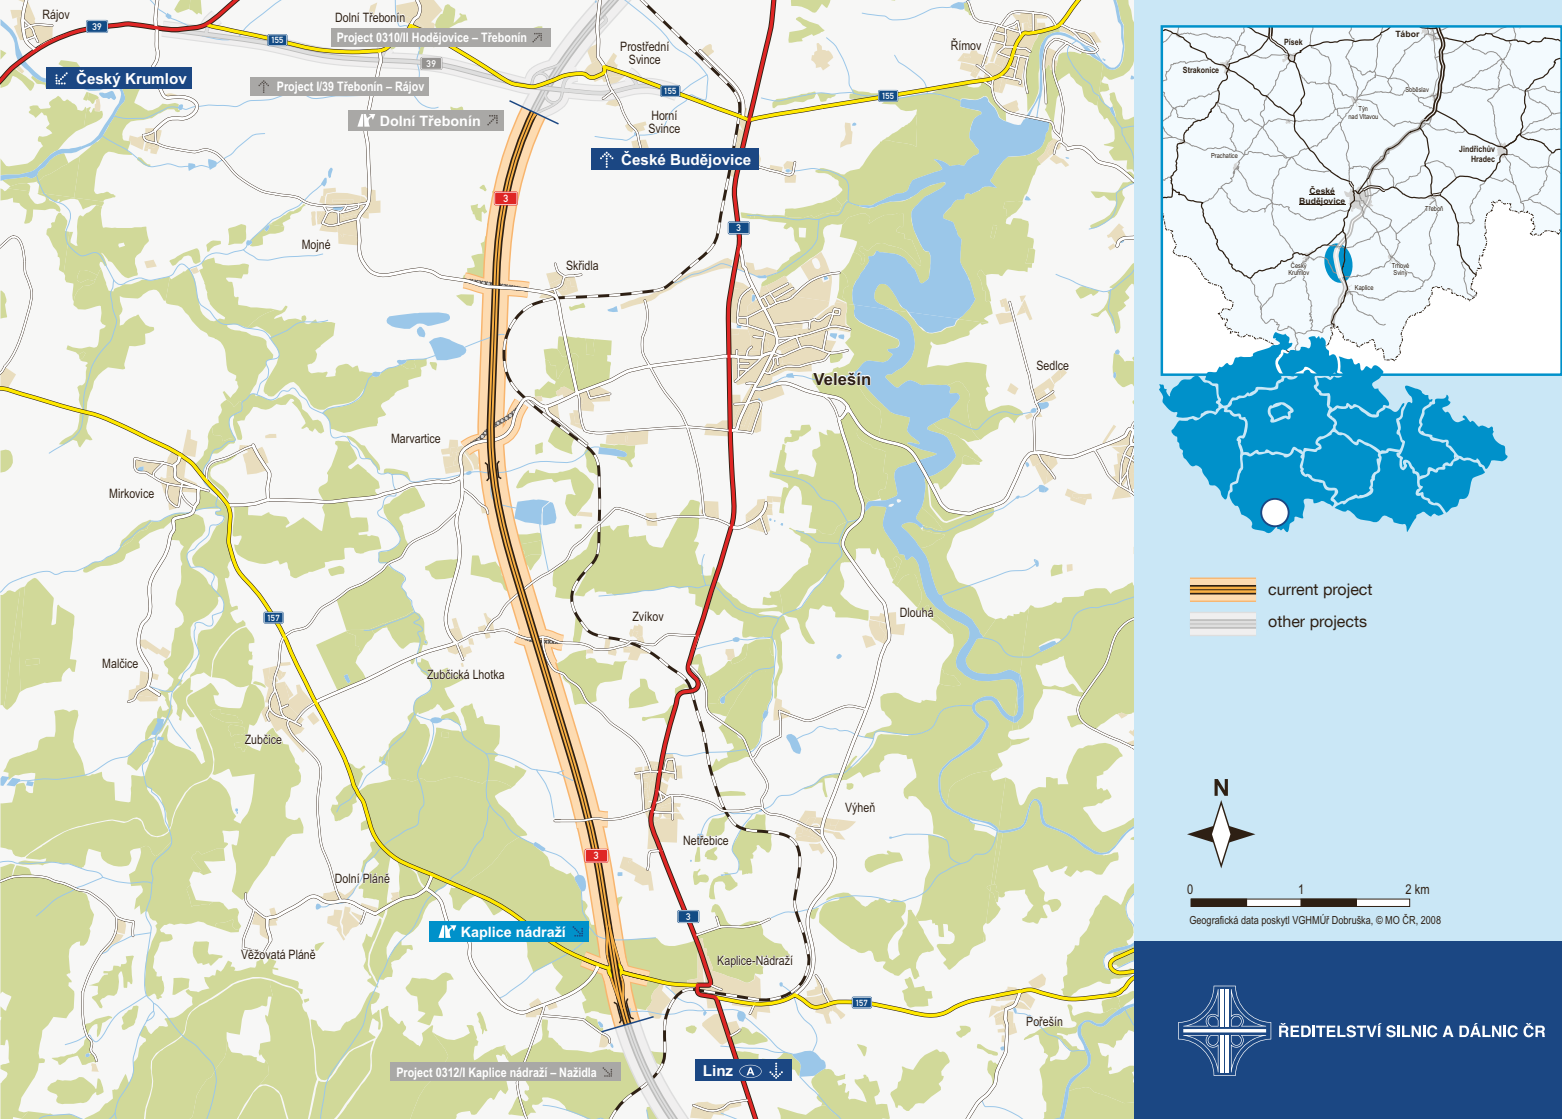 Rájov
39
Dolní Třebonín
155
Project 0310/II Hodějovice – Třebonín
39
Český Krumlov
Project I/39 Třebonín – Rájov
Dolní Třebonín
Prostřední
Svince
155
Horní
Svince
České Budějovice
Římov
155
3
3
Mojné
Skřidla
Velešín
Sedlce
Marvartice
Mirkovice
157
Zvíkov
Dlouhá
Malčice
Zubčická Lhotka
Zubčice
Výheň
Netřebice
3
Dolní Pláně
3
Kaplice nádraží
Věžovatá Pláně
Kaplice-Nádraží
157
Pořešín
Project 0312/I Kaplice nádraží – Nažidla
Linz A
Písek
Tábor
Strakonice
Soběslav
Týn
nad Vltavou
Prachatice
Jindřichův
Hradec
České
Budějovice
Třeboň
Český
Krumlov
Trhové
Sviny
Kaplice
current project
other projects
N
0 1 2 km
Geografická data poskytl VGHMÚř Dobruška, © MO ČR, 2008
ŘEDITELSTVÍ SILNIC A DÁLNIC ČR